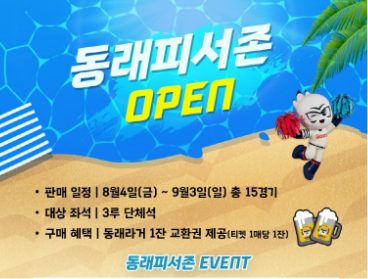 동래피서존
OPEN
• 판매 일정 | 8월4일(금) ~ 9월3일(일) 총 15경기
• 대상 좌석 | 3루 단체석
• 구매 혜택 | 동래라거 1잔 교환권 제공(티켓 1매당 1잔)
동래피서존 EVENT